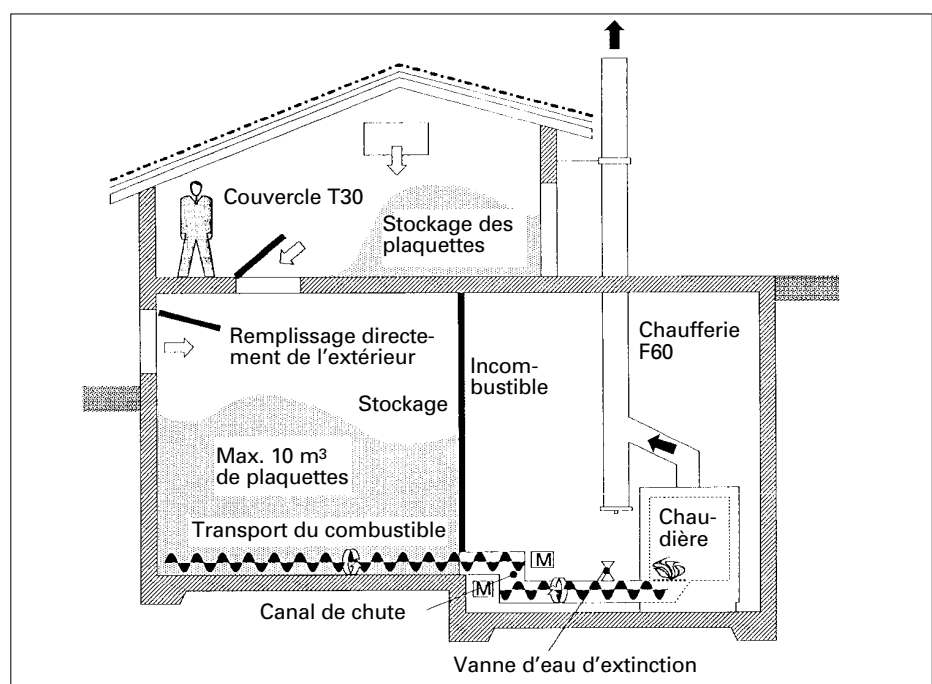 Couvercle T30
Stockage des
plaquettes
Remplissage directe-
ment de l'extérieur
Chaufferie
F60
Incom-
bustible
Stockage
Max. 10 m³
de plaquettes
Transport du combustible
Chau-
dière
M
M
Canal de chute
Vanne d'eau d'extinction